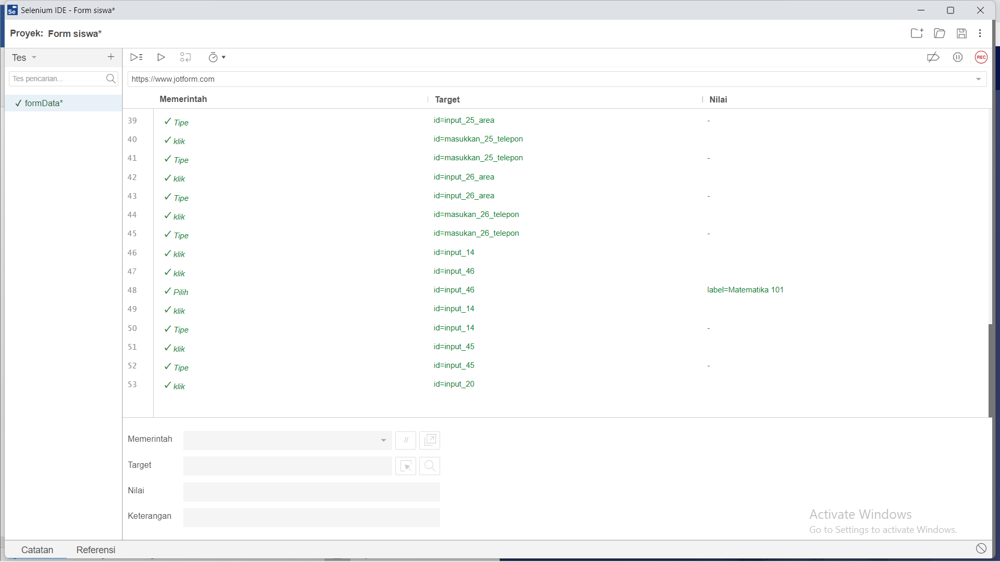 Selenium IDE - Form siswa*
Proyek: Form siswa*
Tes
Tes pencarian...
✓ formData*
REC
https://www.jotform.com
Memerintah Target Nilai
39 ✓ Tipe id=input_25_area -
40 ✓ klik id=masukkan_25_telepon
41 ✓ Tipe id=masukkan_25_telepon -
42 ✓ klik id=input_26_area
43 ✓ Tipe id=input_26_area -
44 ✓ klik id=masukan_26_telepon
45 ✓ Tipe id=masukan_26_telepon -
46 ✓ klik id=input_14
47 ✓ klik id=input_46
48 ✓ Pilih id=input_46 label=Matematika 101
49 ✓ klik id=input_14
50 ✓ Tipe id=input_14 -
51 ✓ klik id=input_45
52 ✓ Tipe id=input_45 -
53 ✓ klik id=input_20
Memerintah //
Target
Nilai
Keterangan
Activate Windows
Go to Settings to activate Windows.
Catatan Referensi